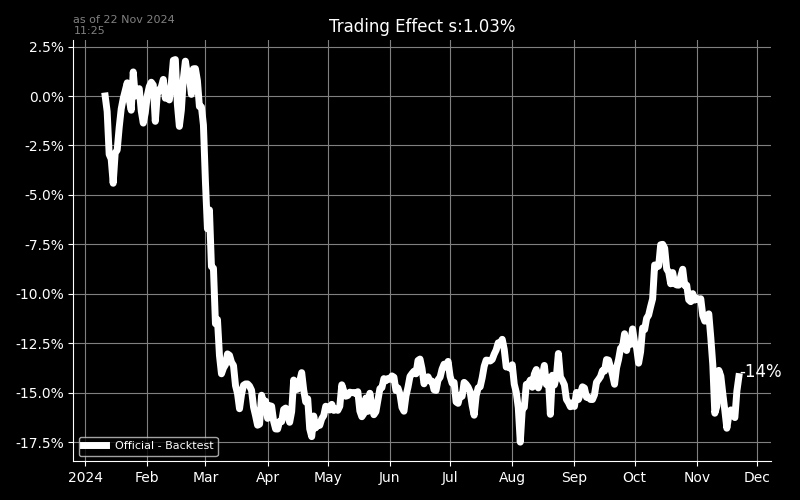 as of 22 Nov 2024
11:25
Trading Effect s:1.03%
2.5%
0.0%
-2.5%
-5.0%
-7.5%
-10.0%
-12.5%
-15.0%
-17.5%
-14%
Official - Backtest
2024 Feb Mar Apr May Jun Jul Aug Sep Oct Nov Dec